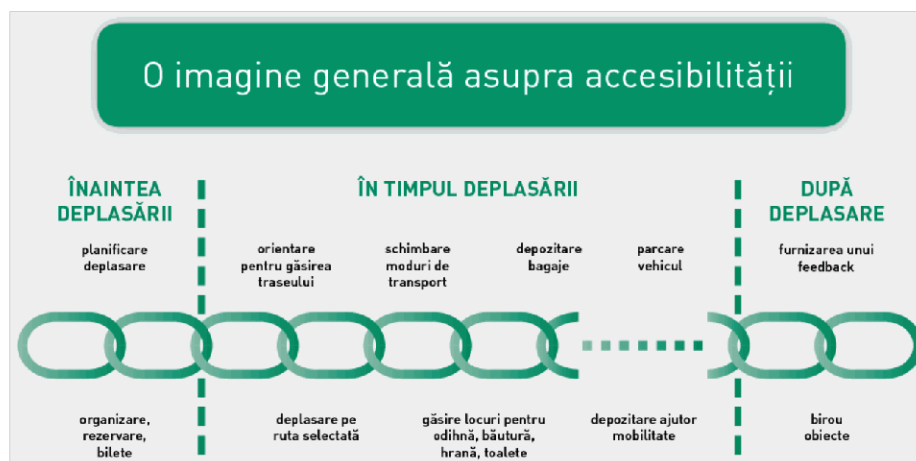 O imagine generală asupra accesibilității
ÎNAINTEA
DEPLASĂRII
ÎN TIMPUL DEPLASĂRII
DUPĂ
DEPLASARE
planificare
deplasare
orientare
pentru găsirea
traseului
schimbare
moduri de
transport
depozitare
bagaje
parcare
vehicul
furnizarea unui
feedback
organizare,
rezervare,
bilete
deplasare pe
ruta selectată
găsire locuri pentru
odihnă, băutură,
hrană, toalete
depozitare ajutor
mobilitate
birou
obiecte